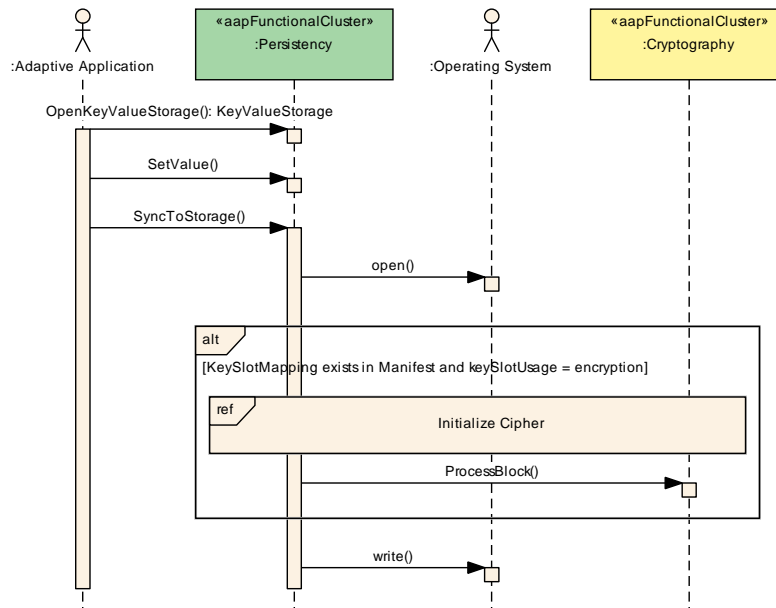 «aapFunctionalCluster»
:Persistency
«aapFunctionalCluster»
:Cryptography
:Adaptive Application
:Operating System
OpenKeyValueStorage(): KeyValueStorage
SetValue()
SyncToStorage()
open()
alt
[KeySlotMapping exists in Manifest and keySlotUsage = encryption]
ref
Initialize Cipher
ProcessBlock()
write()